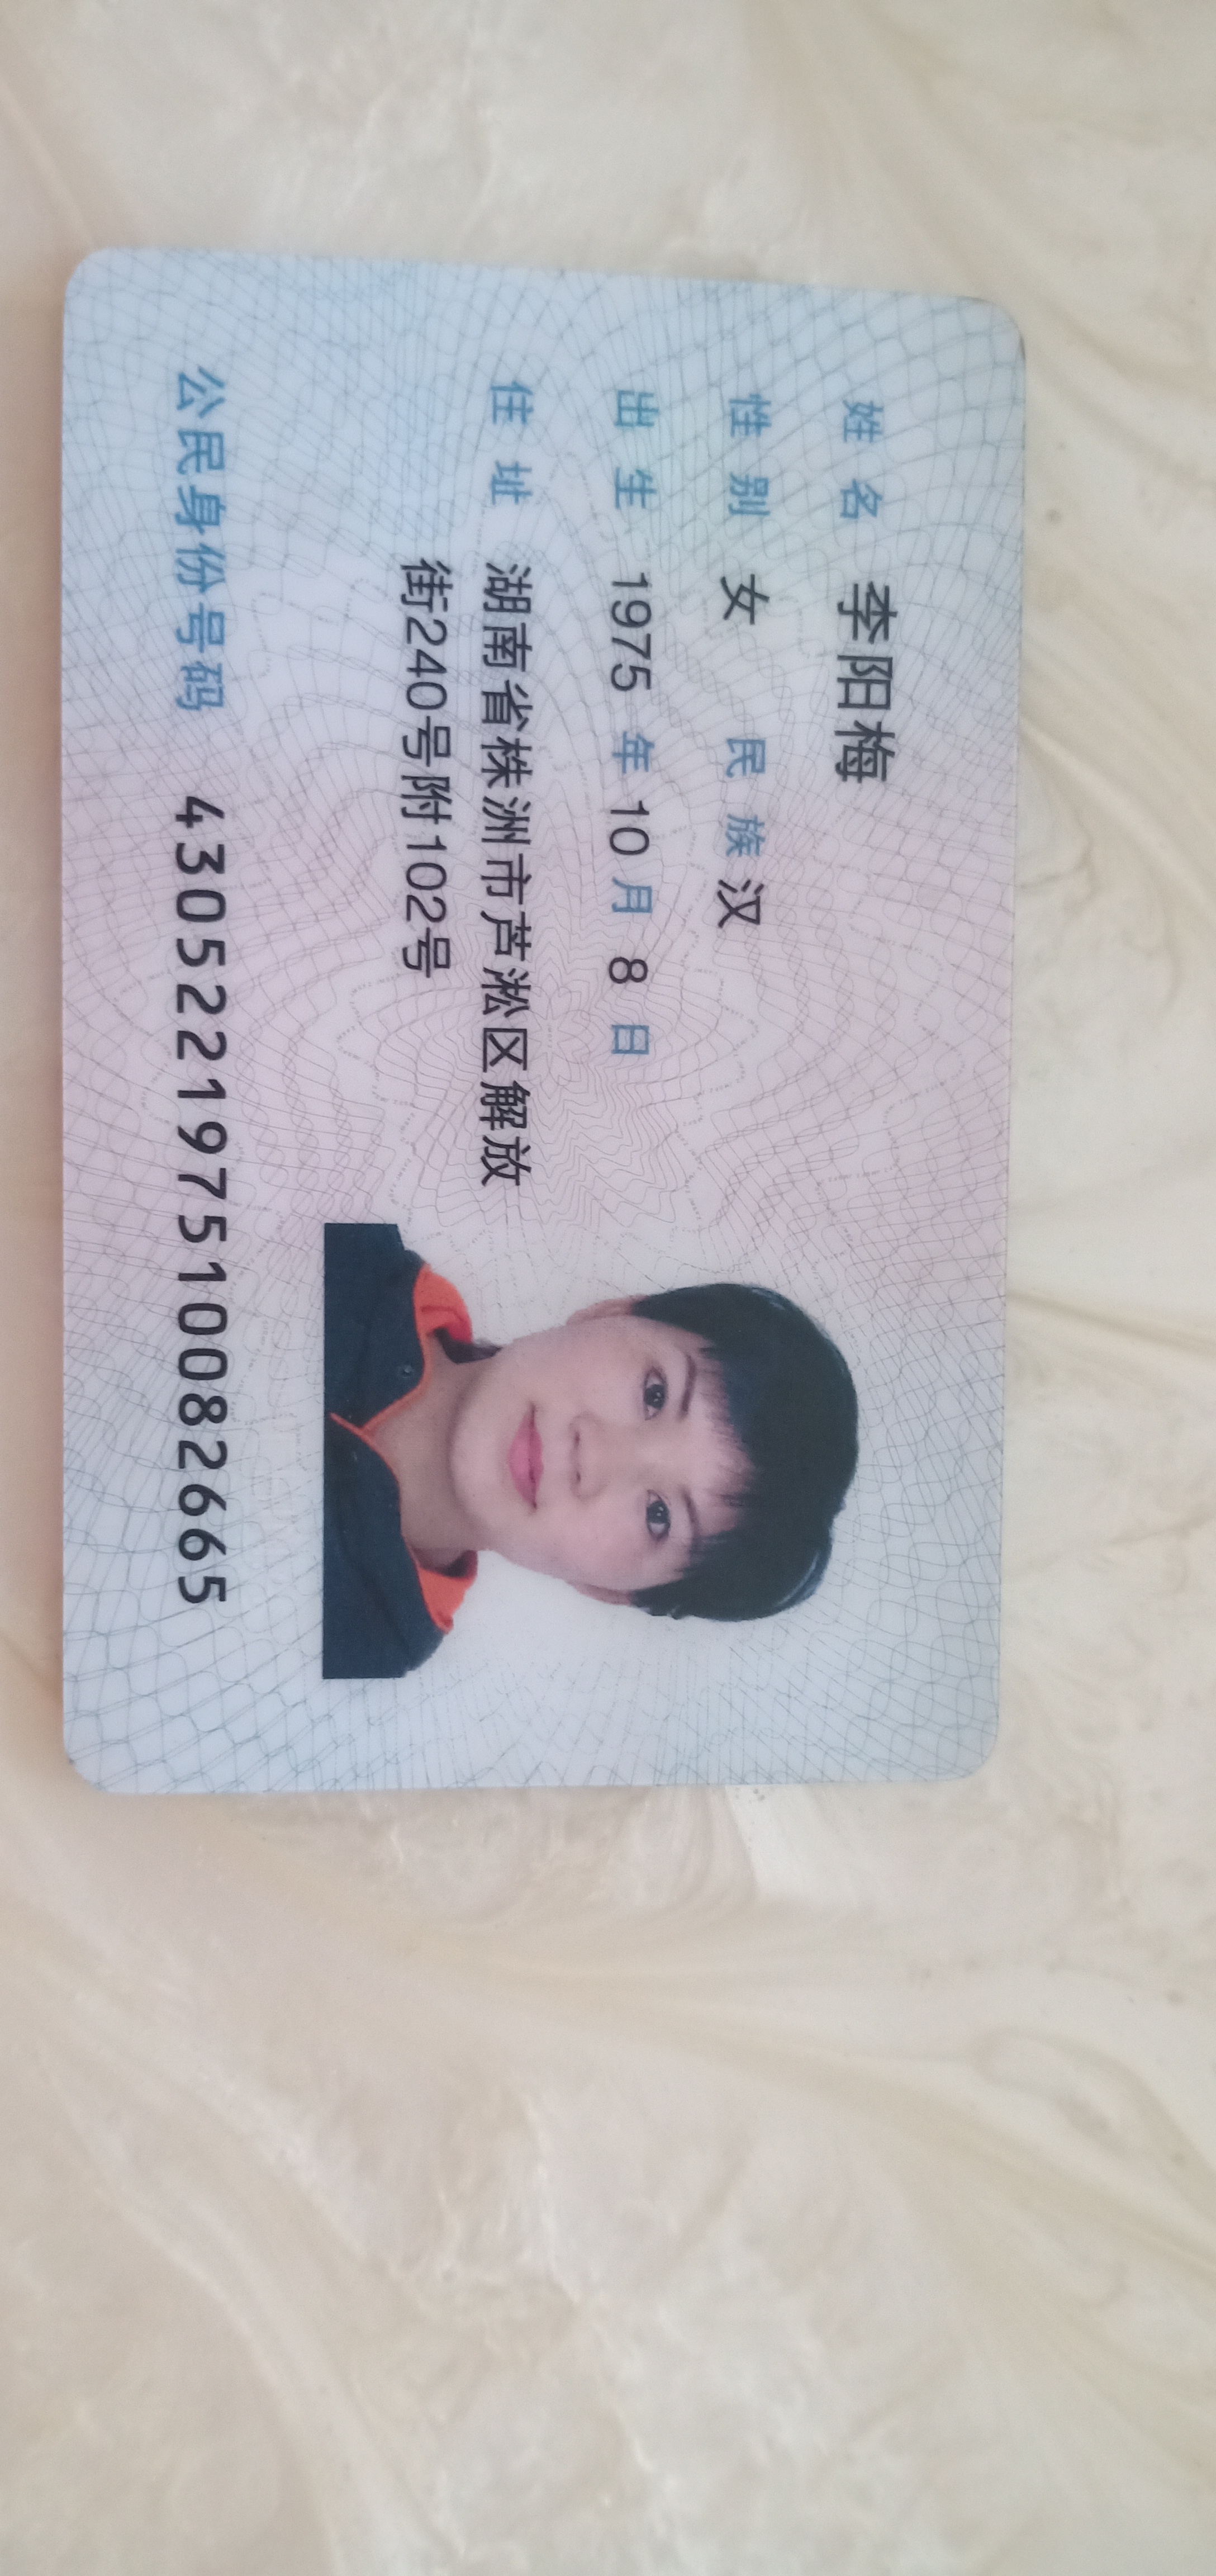 姓名 李阳梅
性别 女 民族 汉
出生 1975 年 10 月 8 日
住址 湖南省株洲市芦淞区解放
街240号附102号
公民身份号码 430522197510082665